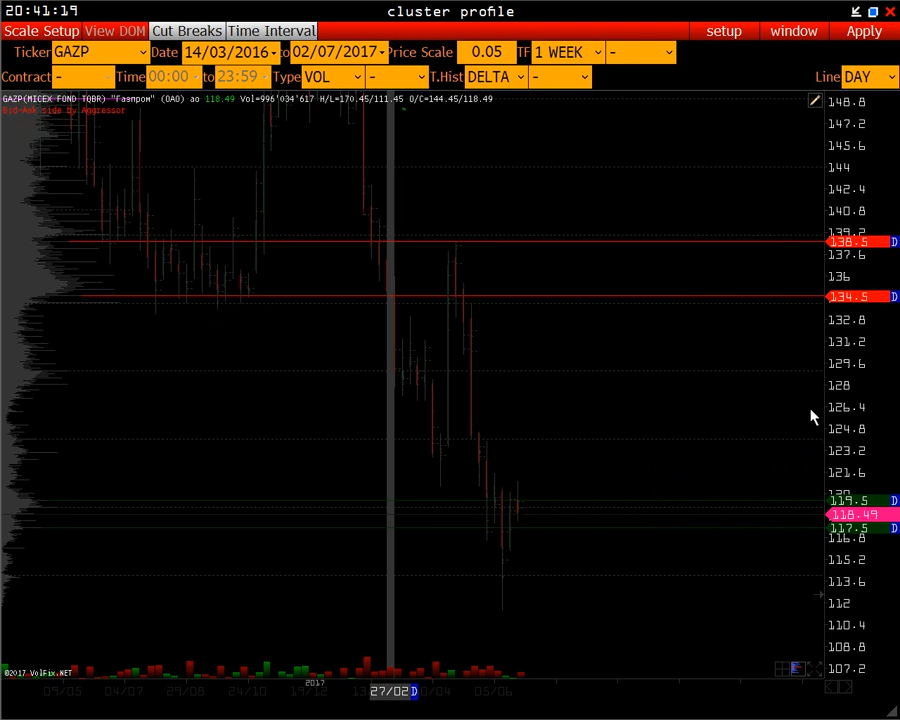 20:41:19 cluster profile
Scale Setup View DOM Cut Breaks Time Interval setup window Apply
Ticker GAZP Date 14/03/2016 to 02/07/2017 Price Scale 0.05 TF 1 WEEK -
Contract - Time 00:00 to 23:59 Type VOL - T.Hist DELTA - Line DAY
GAZP(MICEX FOND TQBR) "Газпром" (ОАО) ао 118.49 Vol=996'034'617 H/L=170.45/111.45 O/C=144.45/118.49
Bid-Ask side by Aggressor
148.8
147.2
145.6
144
142.4
140.8
139.2
138.5 D
137.6
136
134.5 D
132.8
131.2
129.6
128
126.4
124.8
123.2
121.6
120
119.5 D
118.49
117.5 D
116.8
115.2
113.6
112
110.4
108.8
107.2
©2017 VolFix.NET
2017
09/05 04/07 29/08 24/10 19/12 27/02 D 05/06